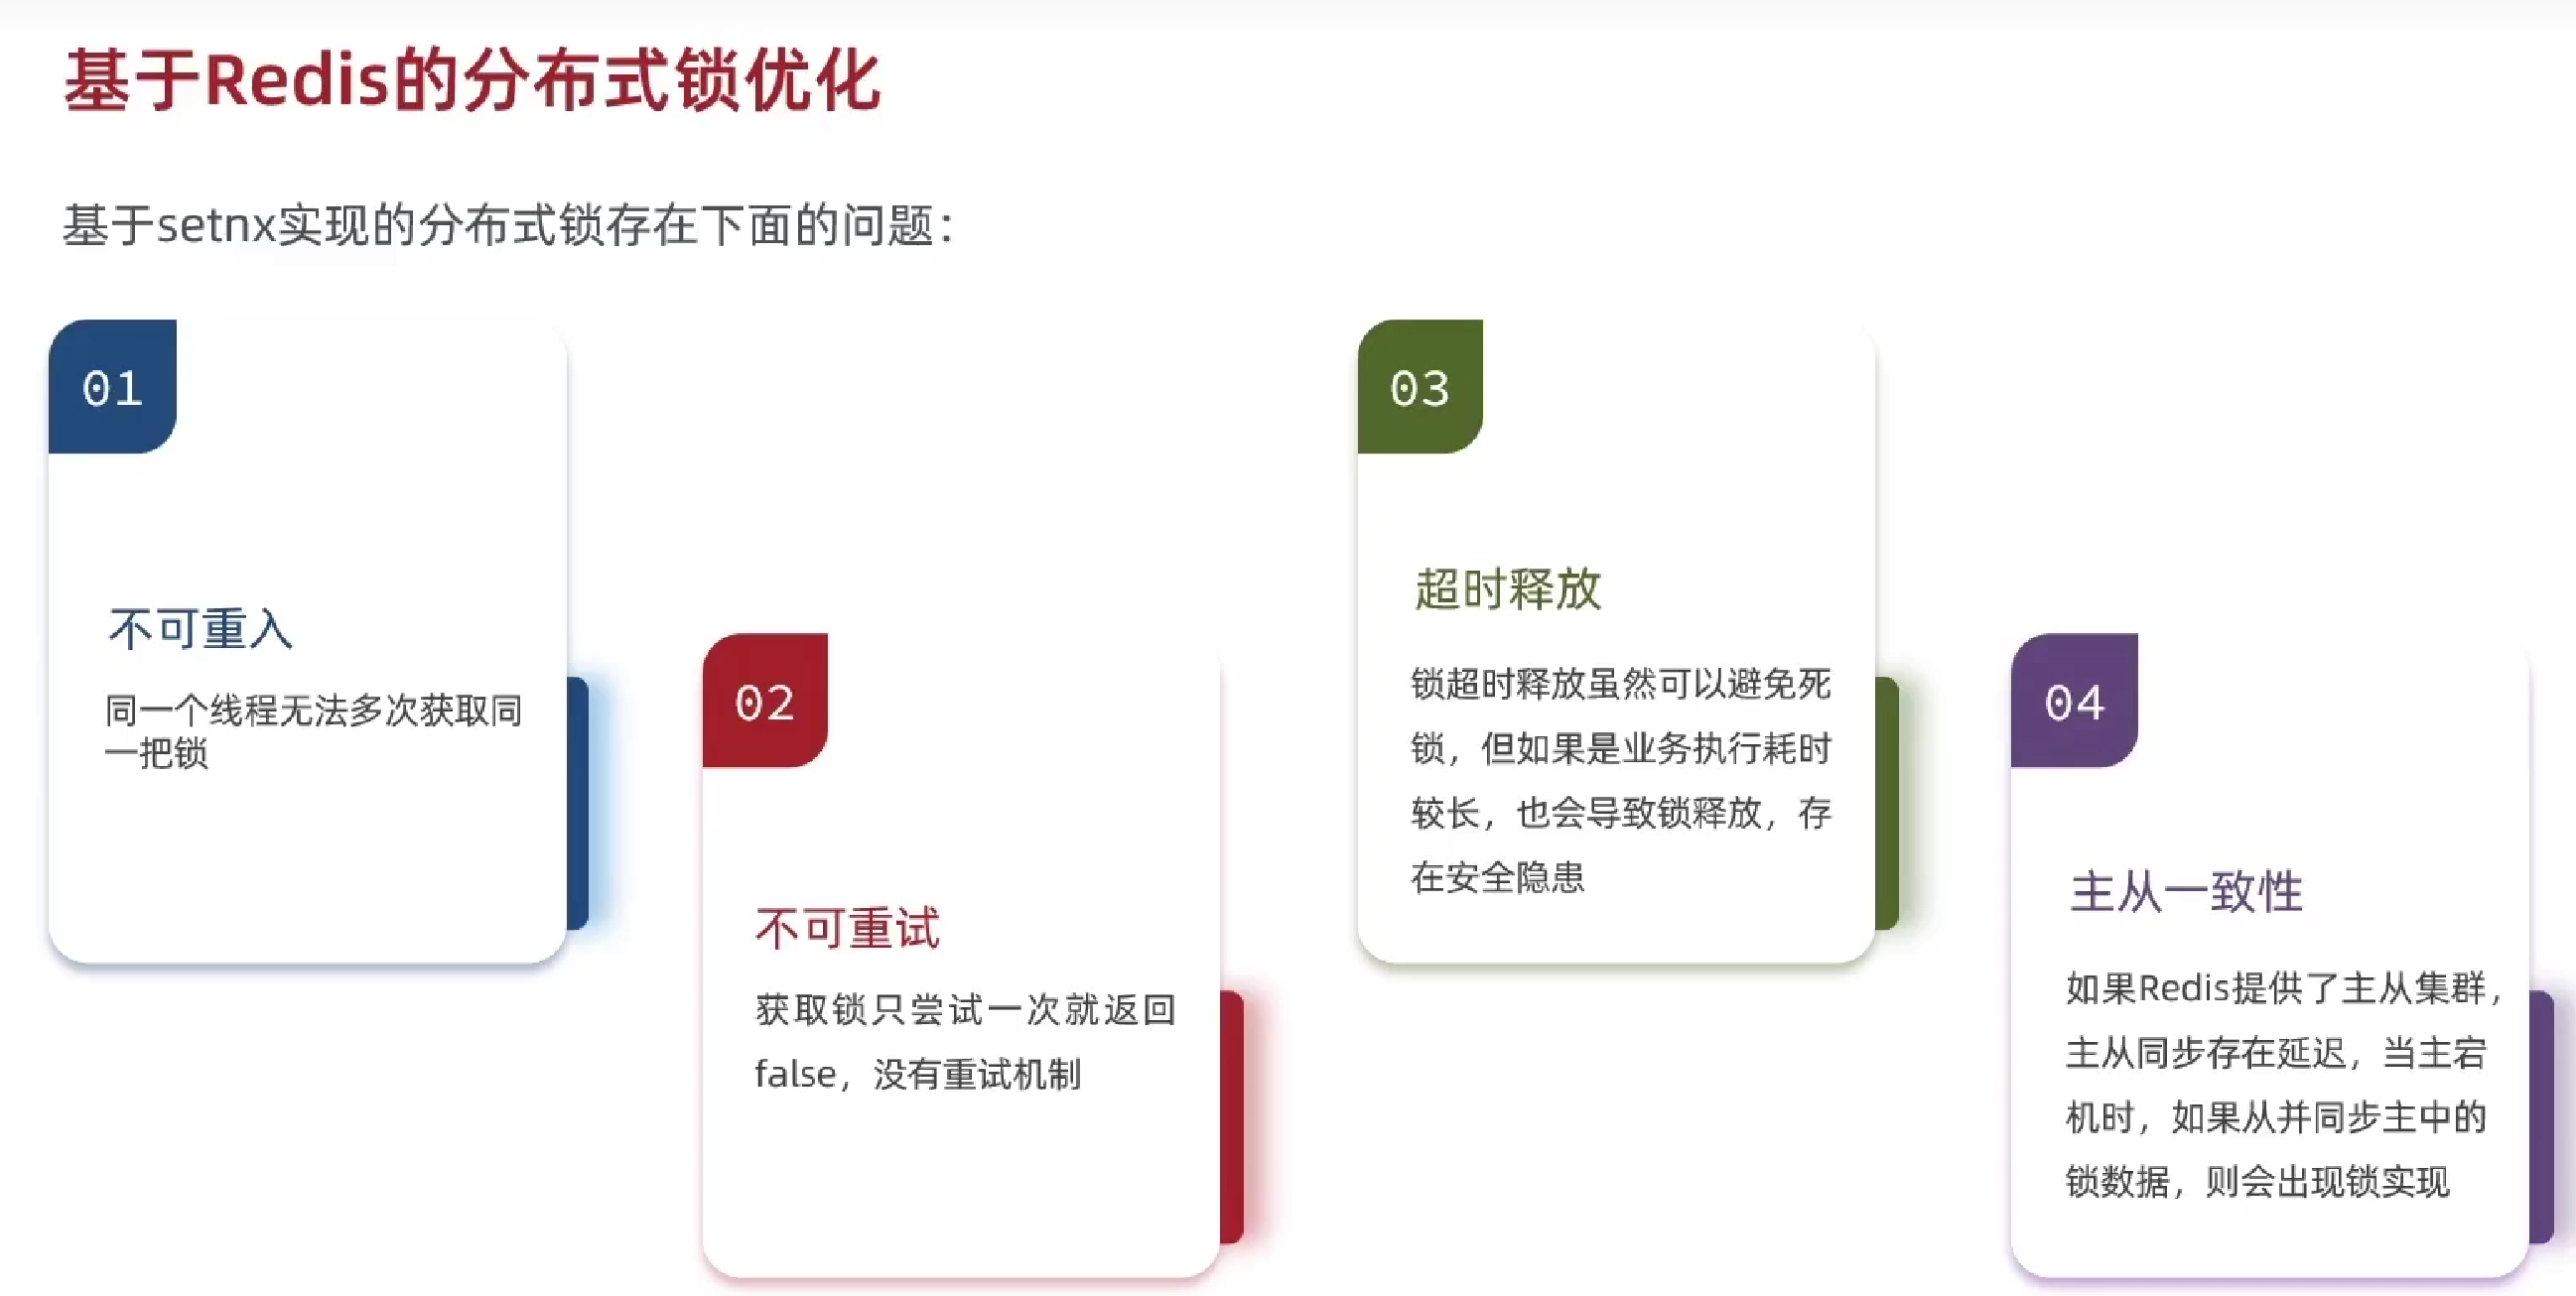 基于Redis的分布式锁优化
基于setnx实现的分布式锁存在下面的问题：
01
不可重入
同一个线程无法多次获取同
一把锁
02
不可重试
获取锁只尝试一次就返回
false，没有重试机制
03
超时释放
锁超时释放虽然可以避免死
锁，但如果是业务执行耗时
较长，也会导致锁释放，存
在安全隐患
04
主从一致性
如果Redis提供了主从集群，
主从同步存在延迟，当主宕
机时，如果从并同步主中的
锁数据，则会出现锁实现